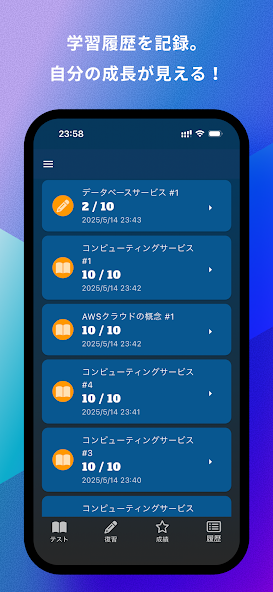 学習履歴を記録。
自分の成長が見える！
23:58
データベースサービス #1
2 / 10
2025/5/14 23:43
コンピューティングサービス
#1
10 / 10
2025/5/14 23:42
AWSクラウドの概念 #1
10 / 10
2025/5/14 23:42
コンピューティングサービス
#4
10 / 10
2025/5/14 23:41
コンピューティングサービス
#3
10 / 10
2025/5/14 23:40
コンピューティングサービス
テスト
復習
成績
履歴